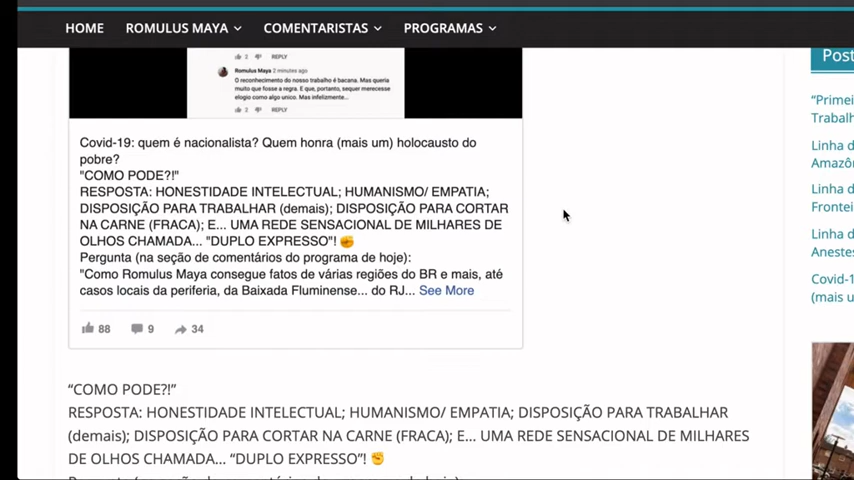 HOME
ROMULUS MAYA
COMENTARISTAS
PROGRAMAS
2
REPLY
Romulus Maya 2 minutes ago
O reconhecimento do nosso trabalho é bacana. Mas queria
muito que fosse a regra. E que, portanto, sequer merecesse
elogio como algo unico. Mas infelizmente...
2
REPLY
Covid-19: quem é nacionalista? Quem honra (mais um) holocausto do
pobre?
"COMO PODE?!"
RESPOSTA: HONESTIDADE INTELECTUAL; HUMANISMO/ EMPATIA;
DISPOSIÇÃO PARA TRABALHAR (demais); DISPOSIÇÃO PARA CORTAR
NA CARNE (FRACA); E... UMA REDE SENSACIONAL DE MILHARES DE
OLHOS CHAMADA... "DUPLO EXPRESSO"! ✊
Pergunta (na seção de comentários do programa de hoje):
"Como Romulus Maya consegue fatos de várias regiões do BR e mais, até
casos locais da periferia, da Baixada Fluminense... do RJ... See More
88
9
34
“COMO PODE?!”
RESPOSTA: HONESTIDADE INTELECTUAL; HUMANISMO/ EMPATIA; DISPOSIÇÃO PARA TRABALHAR
(demais); DISPOSIÇÃO PARA CORTAR NA CARNE (FRACA); E... UMA REDE SENSACIONAL DE MILHARES
DE OLHOS CHAMADA... “DUPLO EXPRESSO”! ✊
Post
“Primei
Trabalh
Linha d
Amazôn
Linha d
Frontei
Linha d
Aneste
Covid-1
(mais u